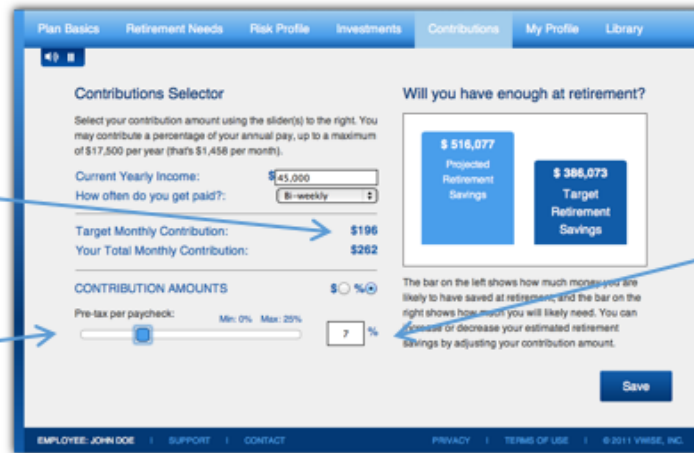 Plan Basics Retirement Needs Risk Profile Investments Contributions My Profile Library
Contributions Selector
Select your contribution amount using the slider(s) to the right. You
may contribute a percentage of your annual pay, up to a maximum
of $17,500 per year (that's $1,458 per month).
Current Yearly Income: $ 45,000
How often do you get paid?: Bi-weekly
Target Monthly Contribution: $196
Your Total Monthly Contribution: $262
CONTRIBUTION AMOUNTS $ %
Pre-tax per paycheck: Min: 0% Max: 25%
7 %
Will you have enough at retirement?
$ 516,077
Projected
Retirement
Savings
$ 386,073
Target
Retirement
Savings
The bar on the left shows how much money you are
likely to have saved at retirement, and the bar on the
right shows how much you will likely need. You can
increase or decrease your estimated retirement
savings by adjusting your contribution amount.
Save
EMPLOYEE: JOHN DOE | SUPPORT | CONTACT PRIVACY | TERMS OF USE | © 2011 VWISE, INC.